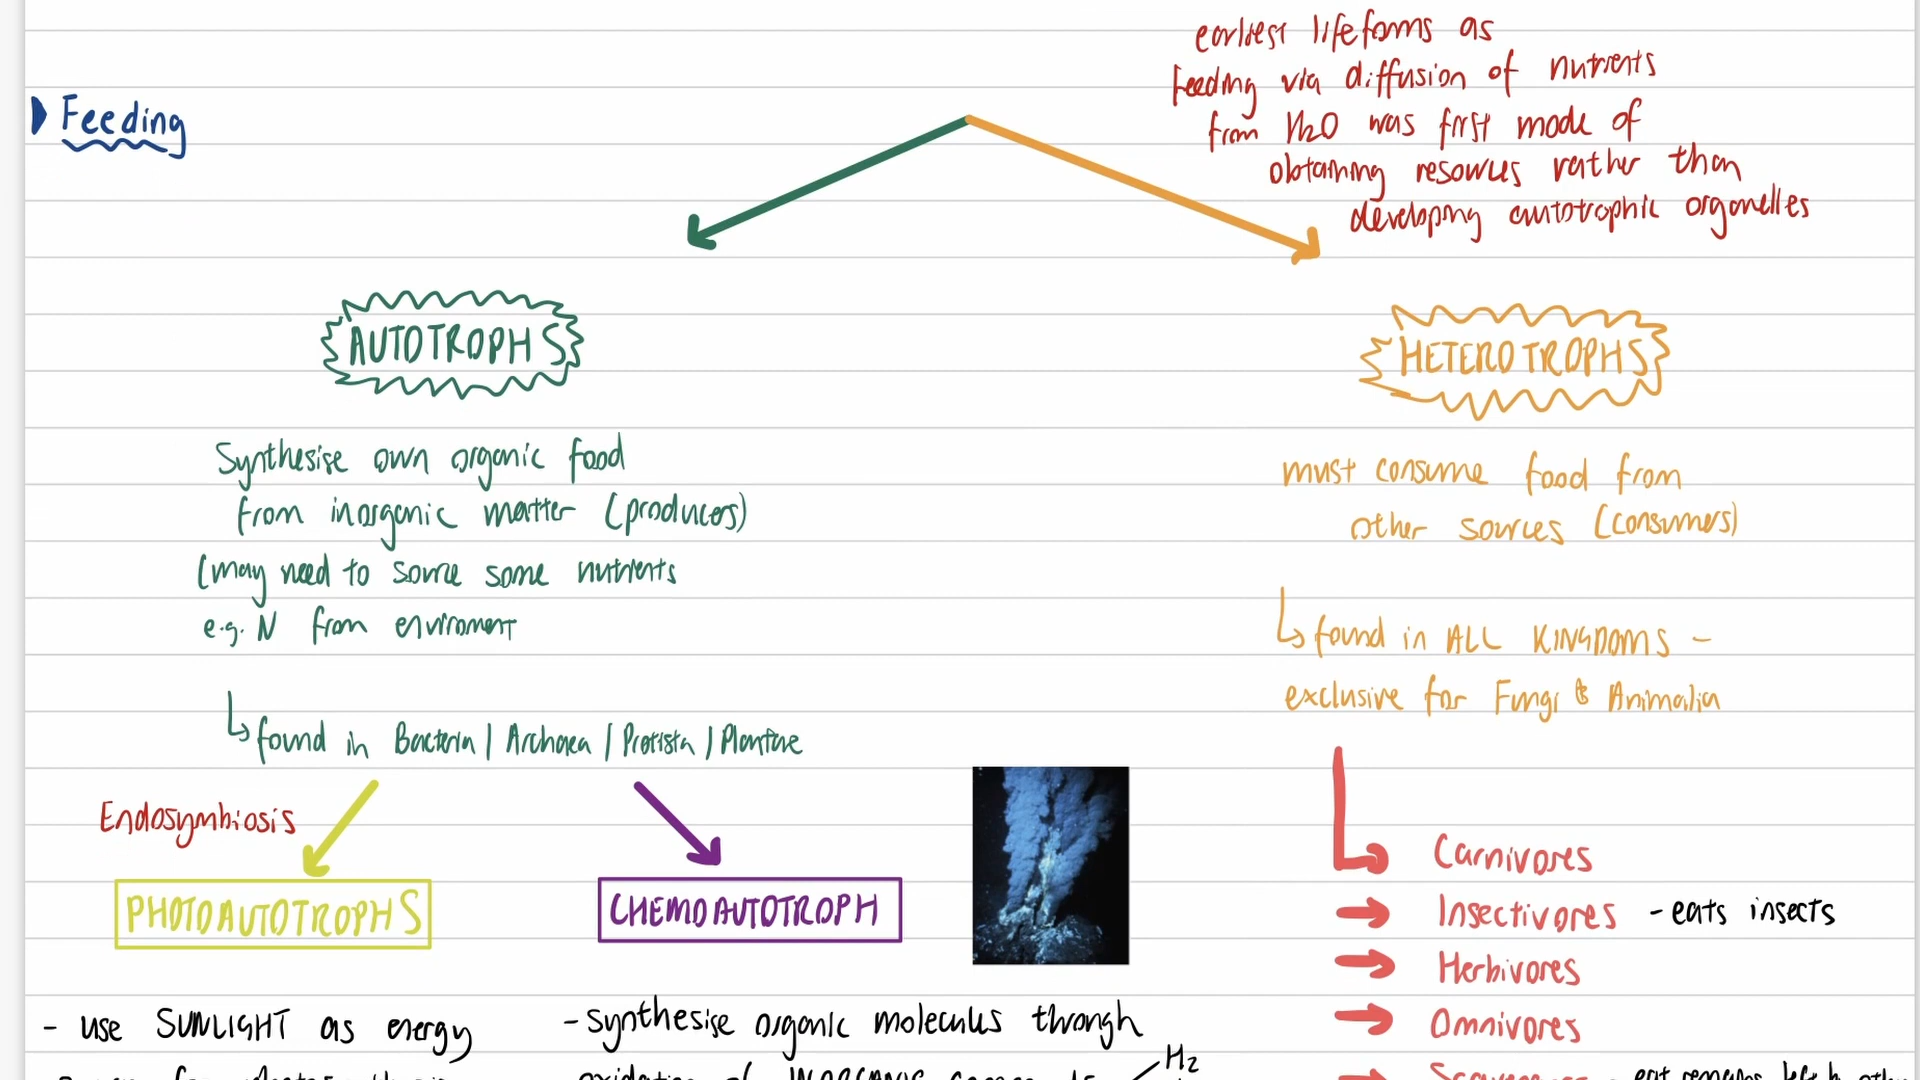 earliest lifeforms as
Feeding via diffusion of nutrients
from H2O was first mode of
obtaining resources rather than
developing autotrophic organelles
Feeding
AUTOTROPHS
Synthesise own organic food
from inorganic matter (producers)
(may need to source some nutrients
e.g. N from enviroment
found in Bacteria / Archaea / Protista / Plantae
Endosymbiosis
PHOTOAUTOTROPHS
- use SUNLIGHT as energy
CHEMOAUTOTROPH
- synthesise organic molecules through
oxidation of INORGANIC
H2
HETEROTROPHS
must consume food from
other sources (consumers)
found in ALL KINGDOMS -
exclusive for Fungi & Animalia
Carnivores
Insectivores - eats insects
Herbivores
Omnivores